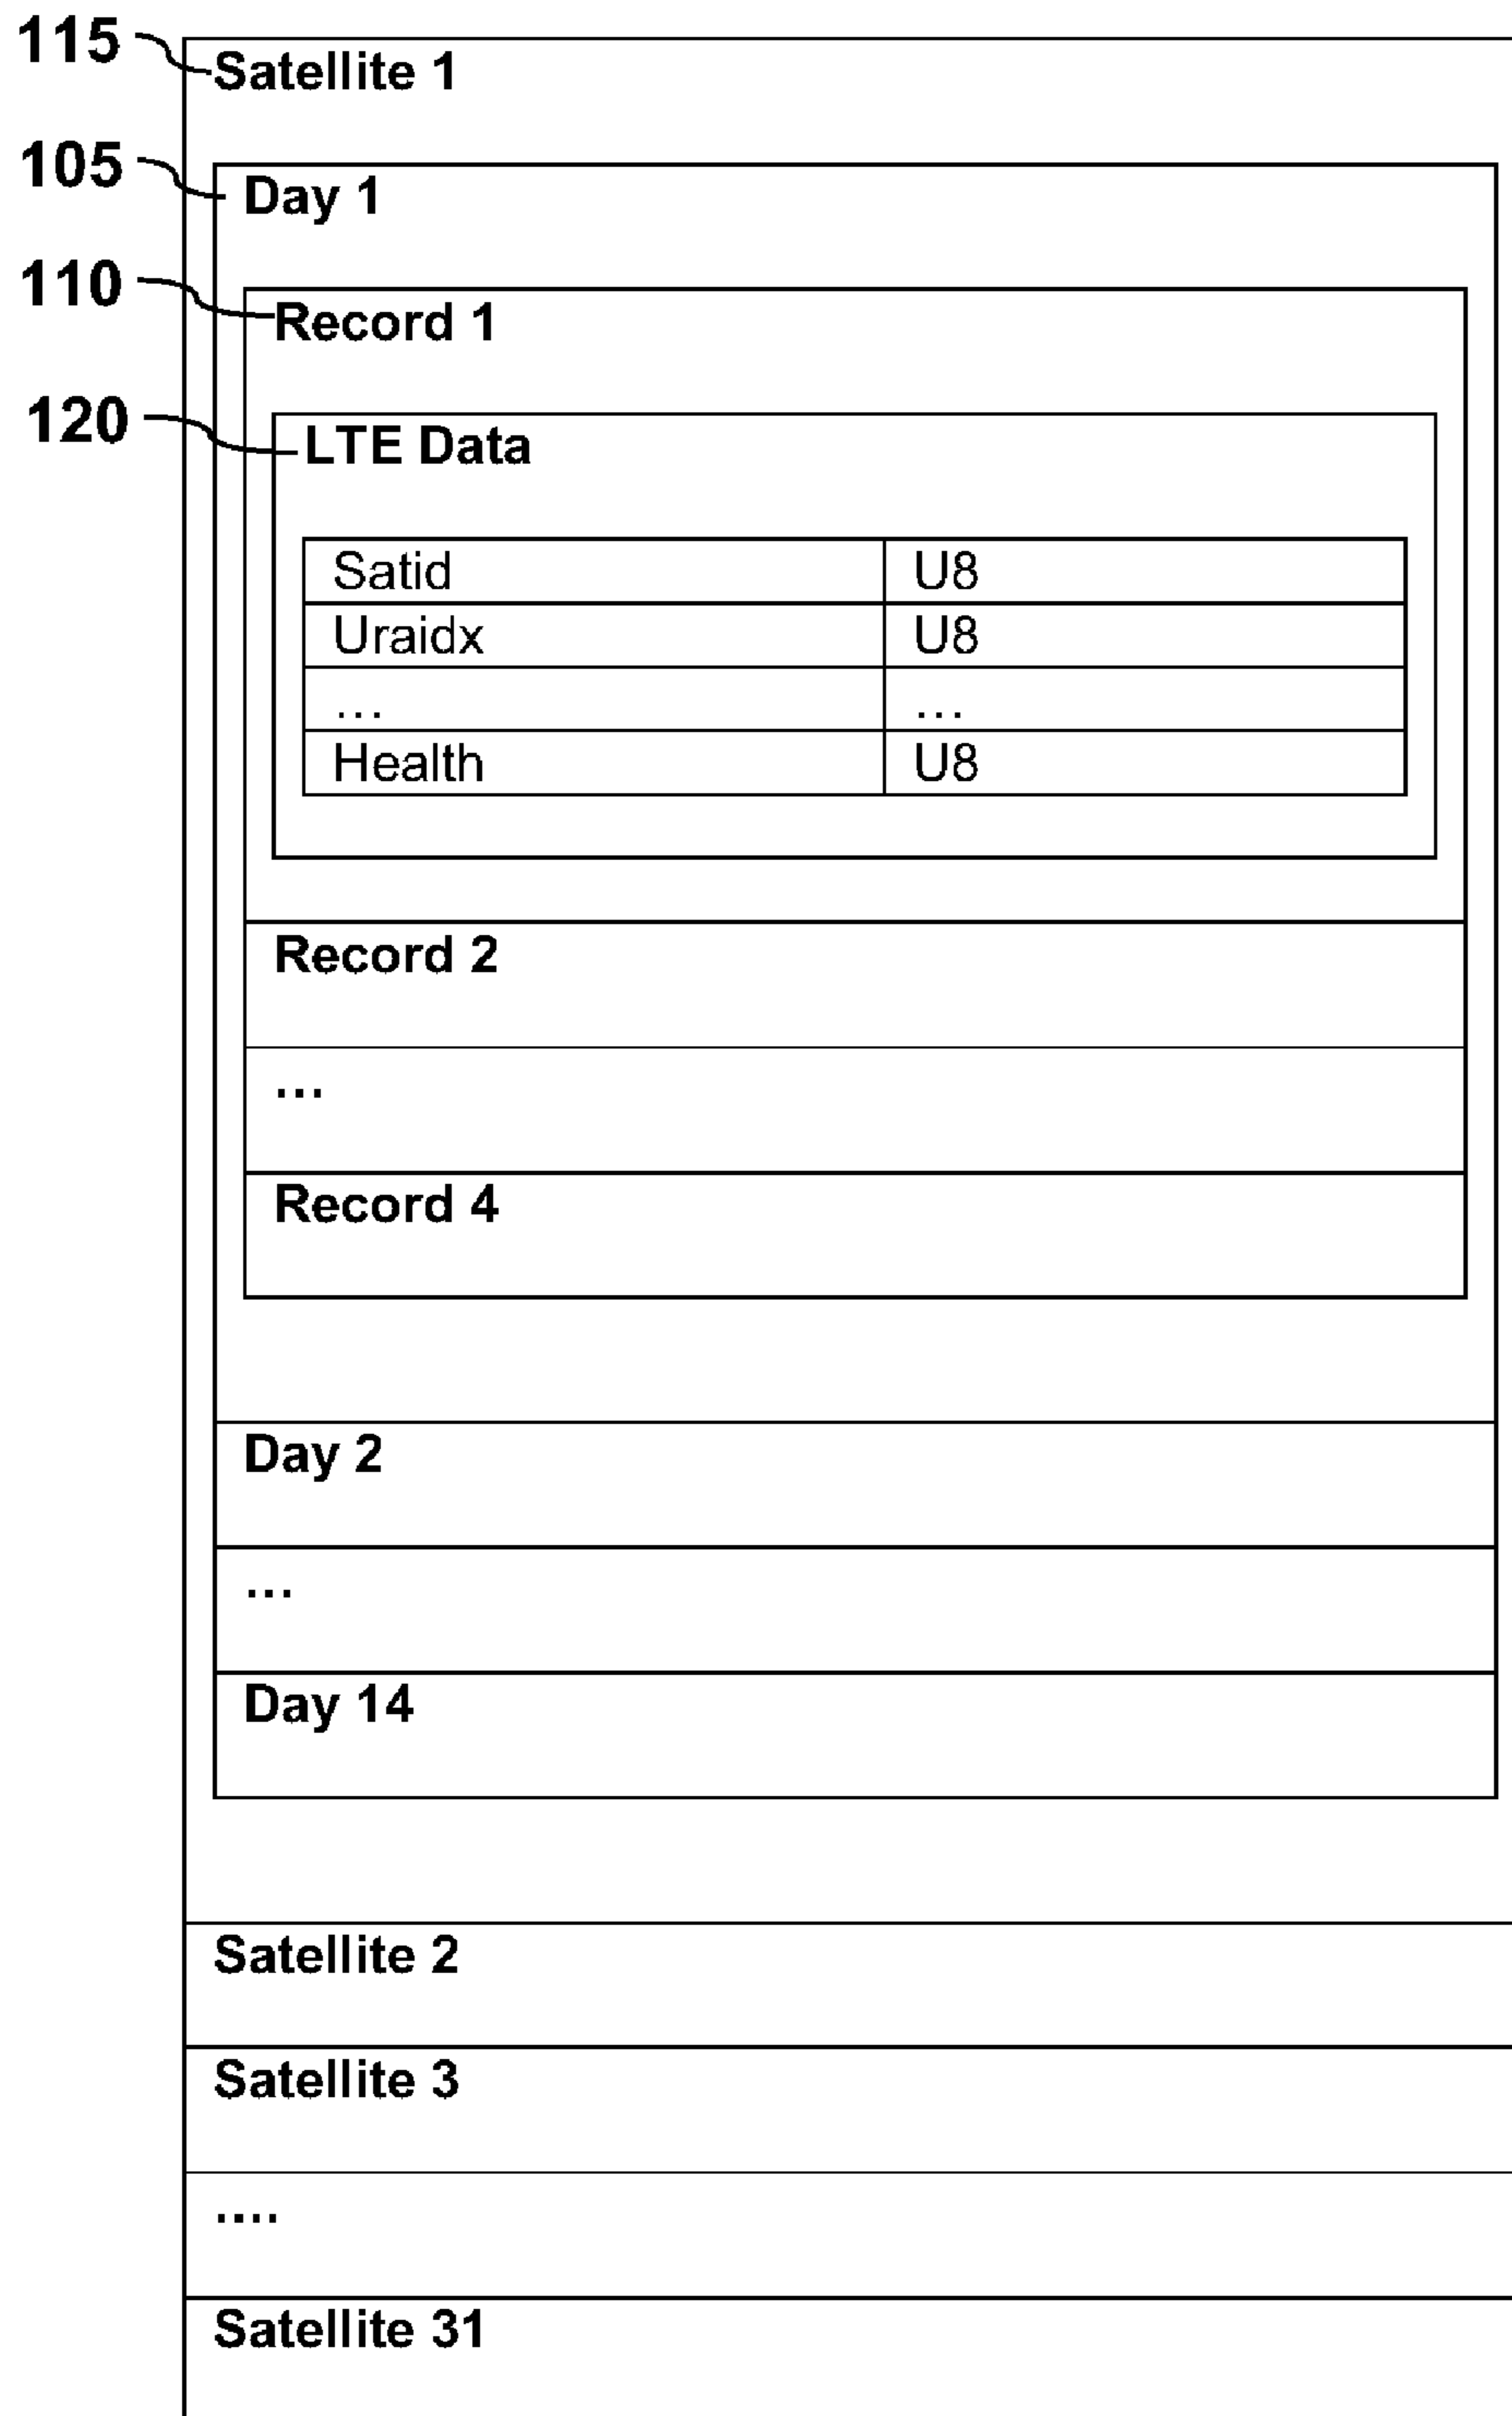 115 Satellite 1
105 Day 1
110 Record 1
120 LTE Data
Satid U8
Uraidx U8
... ...
Health U8
Record 2
...
Record 4
Day 2
...
Day 14
Satellite 2
Satellite 3
....
Satellite 31